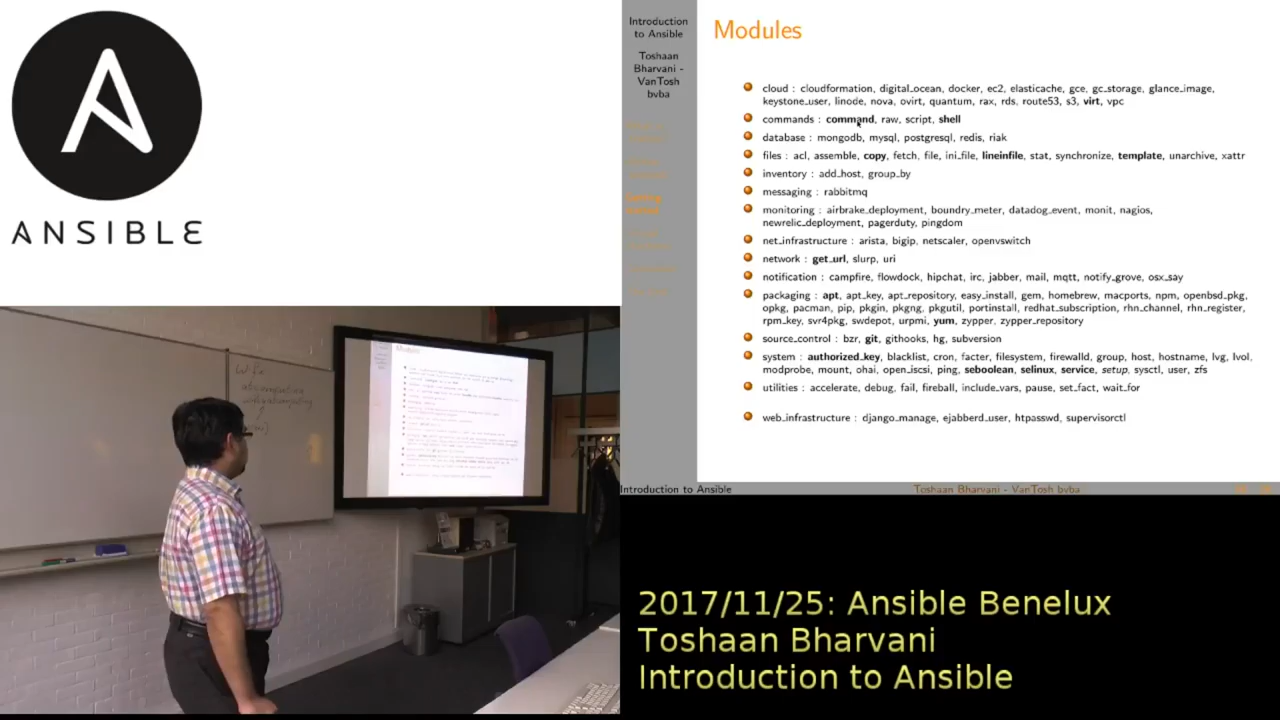 ANSIBLE
Introduction
to Ansible
Toshaan
Bharvani -
VanTosh
bvba
Modules
cloud : cloudformation, digital_ocean, docker, ec2, elasticache, gce, gc_storage, glance_image,
keystone_user, linode, nova, ovirt, quantum, rax, rds, route53, s3, virt, vpc
commands : command, raw, script, shell
database : mongodb, mysql, postgresql, redis, riak
files : acl, assemble, copy, fetch, file, ini_file, lineinfile, stat, synchronize, template, unarchive, xattr
inventory : add_host, group_by
messaging : rabbitmq
monitoring : airbrake_deployment, boundry_meter, datadog_event, monit, nagios,
newrelic_deployment, pagerduty, pingdom
net_infrastructure : arista, bigip, netscaler, openvswitch
network : get_url, slurp, uri
notification : campfire, flowdock, hipchat, irc, jabber, mail, mqtt, notify_grove, osx_say
packaging : apt, apt_key, apt_repository, easy_install, gem, homebrew, macports, npm, openbsd_pkg,
opkg, pacman, pip, pkgin, pkgng, pkgutil, portinstall, redhat_subscription, rhn_channel, rhn_register,
rpm_key, svr4pkg, swdepot, urpmi, yum, zypper, zypper_repository
source_control : bzr, git, githooks, hg, subversion
system : authorized_key, blacklist, cron, facter, filesystem, firewalld, group, host, hostname, lvg, lvol,
modprobe, mount, ohai, open_iscsi, ping, seboolean, selinux, service, setup, sysctl, user, zfs
utilities : accelerate, debug, fail, fireball, include_vars, pause, set_fact, wait_for
web_infrastructure : django_manage, ejabberd_user, htpasswd, supervisorctl
Introduction to Ansible
Toshaan Bharvani - VanTosh bvba
Modules
2017/11/25: Ansible Benelux
Toshaan Bharvani
Introduction to Ansible